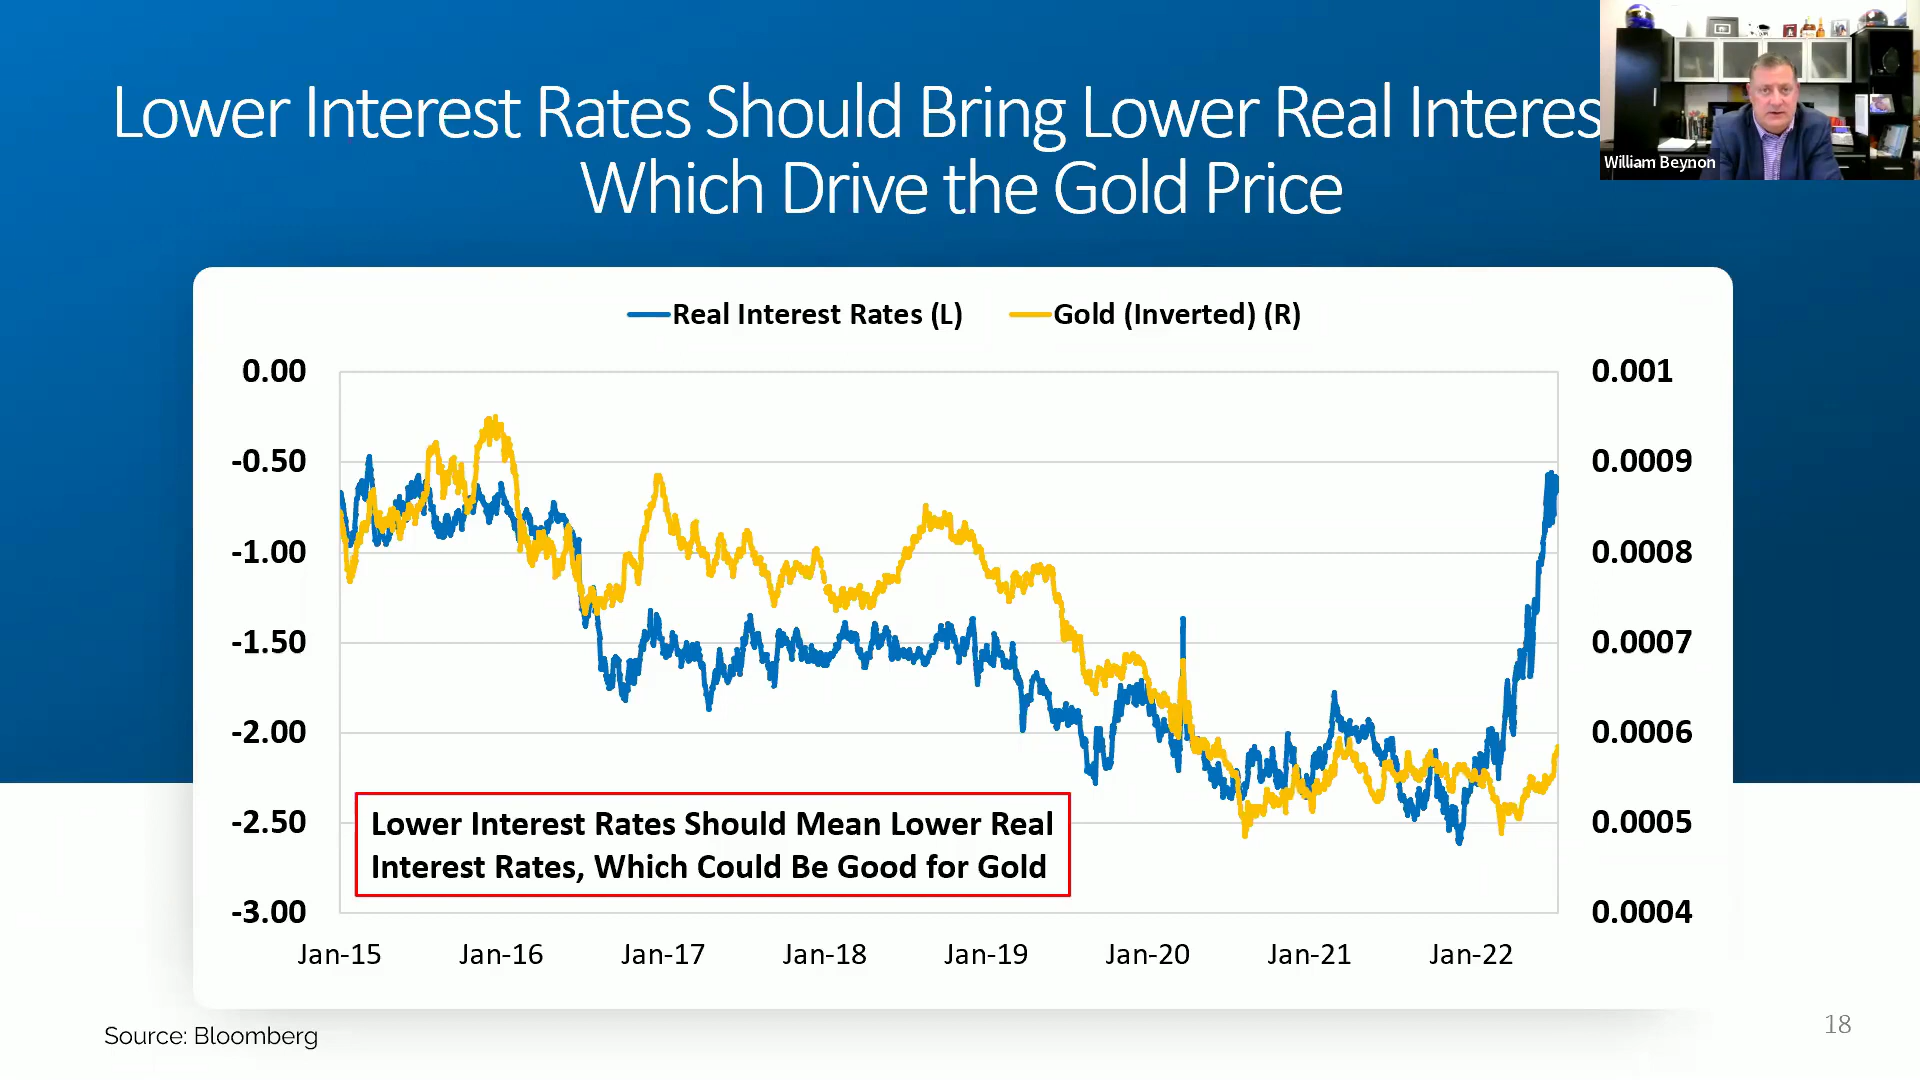 Lower Interest Rates Should Bring Lower Real Interes
Which Drive the Gold Price
William Beynon
Real Interest Rates (L)
Gold (Inverted) (R)
0.00
-0.50
-1.00
-1.50
-2.00
-2.50
-3.00
0.001
0.0009
0.0008
0.0007
0.0006
0.0005
0.0004
Lower Interest Rates Should Mean Lower Real
Interest Rates, Which Could Be Good for Gold
Jan-15 Jan-16 Jan-17 Jan-18 Jan-19 Jan-20 Jan-21 Jan-22
Source: Bloomberg
18